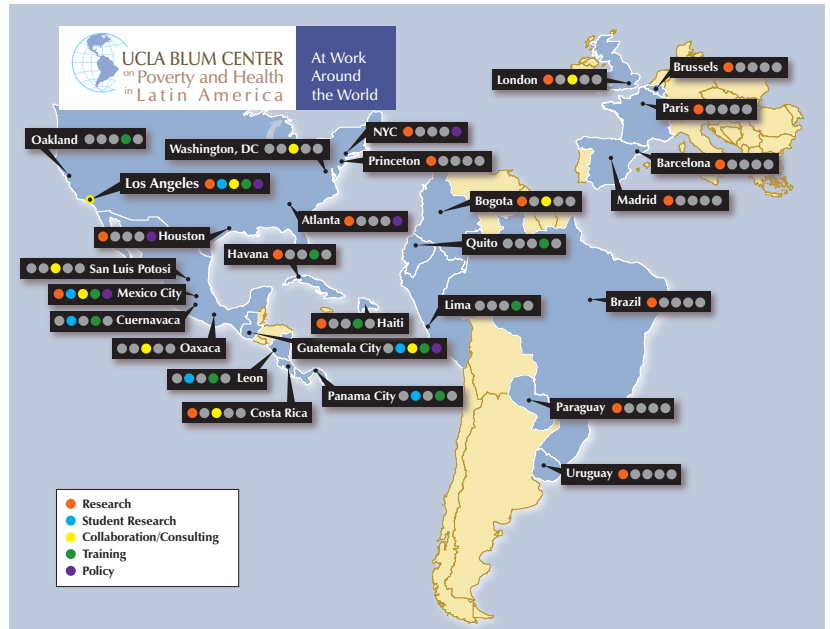 UCLA BLUM CENTER
on Poverty and Health
in Latin America
At Work
Around
the World
London
Brussels
Paris
Barcelona
Madrid
Oakland
Washington, DC
NYC
Princeton
Los Angeles
Atlanta
Houston
Havana
Bogota
Quito
San Luis Potosi
Mexico City
Cuernavaca
Oaxaca
Haiti
Guatemala City
Lima
Brazil
Leon
Panama City
Costa Rica
Paraguay
Uruguay
Research
Student Research
Collaboration/Consulting
Training
Policy